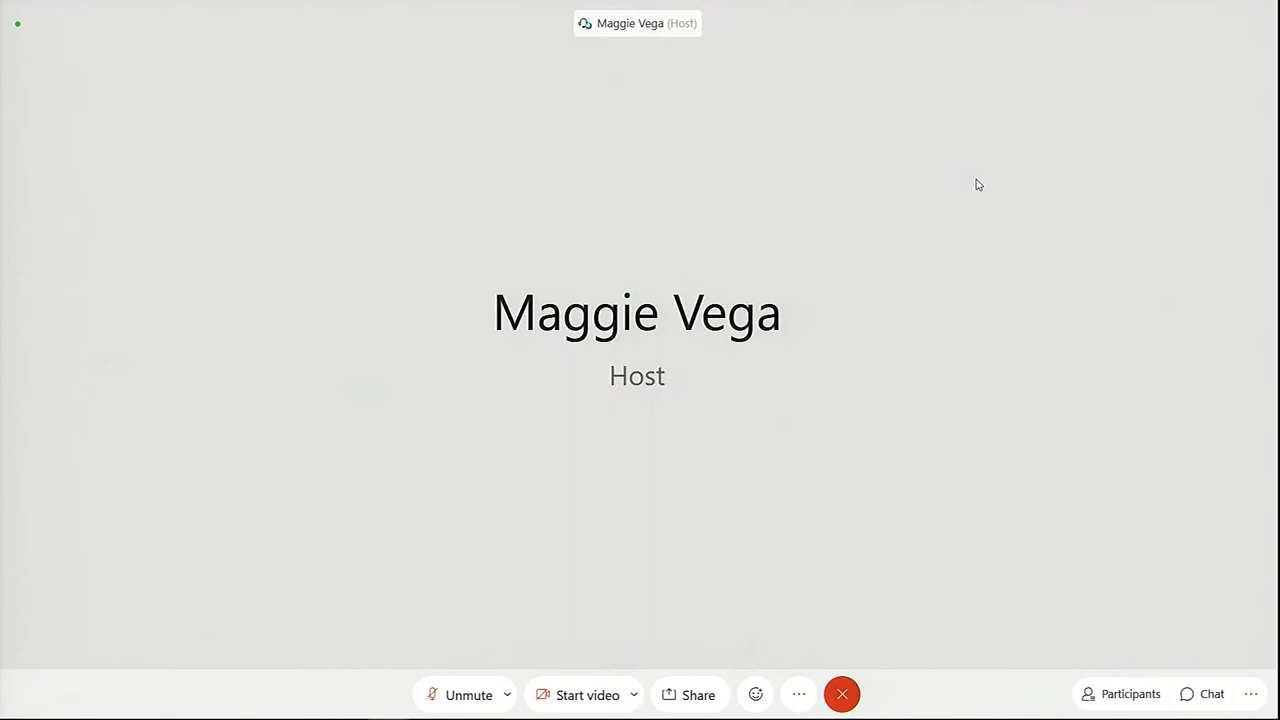 Maggie Vega (Host)
Maggie Vega
Host
Unmute
Start video
Share
Participants
Chat